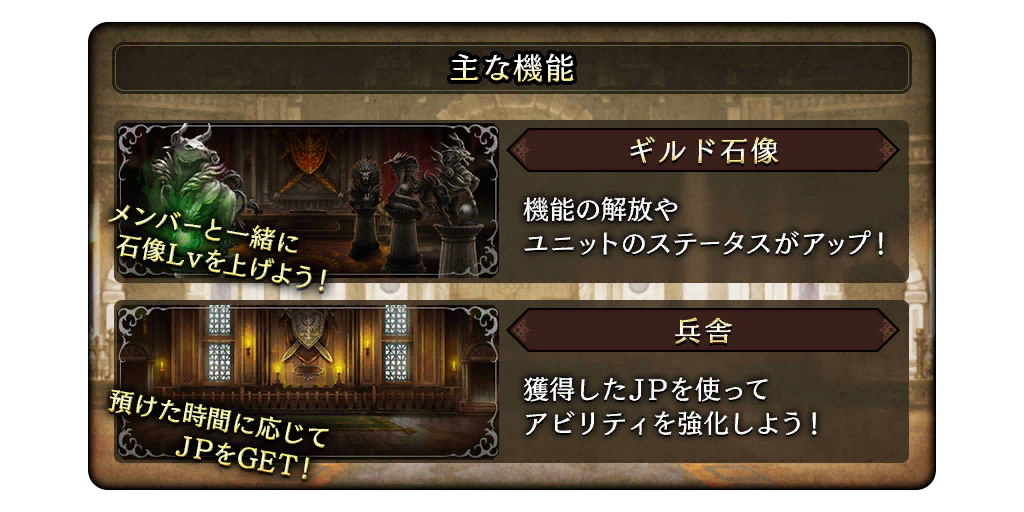 主な機能
ギルド石像
メンバーと一緒に
石像Lvを上げよう！
機能の解放や
ユニットのステータスがアップ！
兵舎
預けた時間に応じて
JPをGET！
獲得したJPを使って
アビリティを強化しよう！